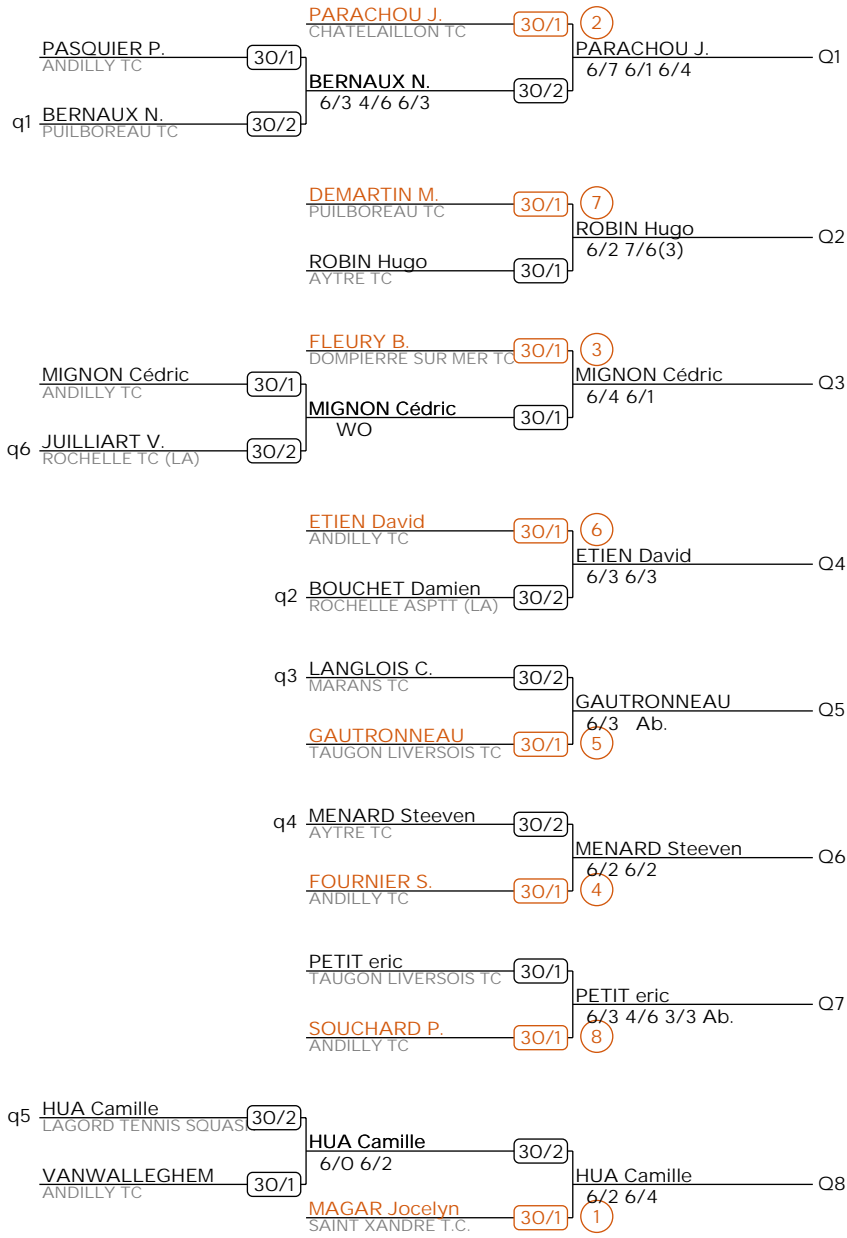 PARACHOU J. 30/1 2
CHATELAILLON TC
PASQUIER P. 30/1
ANDILLY TC
PARACHOU J. Q1
6/7 6/1 6/4
BERNAUX N. 30/2
6/3 4/6 6/3
q1 BERNAUX N. 30/2
PUILBOREAU TC
DEMARTIN M. 30/1 7
PUILBOREAU TC
ROBIN Hugo Q2
6/2 7/6(3)
ROBIN Hugo 30/1
AYTRE TC
FLEURY B. 30/1 3
DOMPIERRE SUR MER TC
MIGNON Cédric 30/1
ANDILLY TC
MIGNON Cédric Q3
6/4 6/1
MIGNON Cédric 30/1
WO
q6 JUILLIART V. 30/2
ROCHELLE TC (LA)
ETIEN David 30/1 6
ANDILLY TC
ETIEN David Q4
6/3 6/3
q2 BOUCHET Damien 30/2
ROCHELLE ASPTT (LA)
q3 LANGLOIS C. 30/2
MARANS TC
GAUTRONNEAU Q5
6/3 Ab.
GAUTRONNEAU 30/1 5
TAUGON LIVERSOIS TC
q4 MENARD Steeven 30/2
AYTRE TC
MENARD Steeven Q6
6/2 6/2
FOURNIER S. 30/1 4
ANDILLY TC
PETIT eric 30/1
TAUGON LIVERSOIS TC
PETIT eric Q7
6/3 4/6 3/3 Ab.
SOUCHARD P. 30/1 8
ANDILLY TC
q5 HUA Camille 30/2
LAGORD TENNIS SQUAS
HUA Camille 30/2
6/0 6/2
VANWALLEGHEM 30/1
ANDILLY TC
HUA Camille Q8
6/2 6/4
MAGAR Jocelyn 30/1 1
SAINT XANDRE T.C.